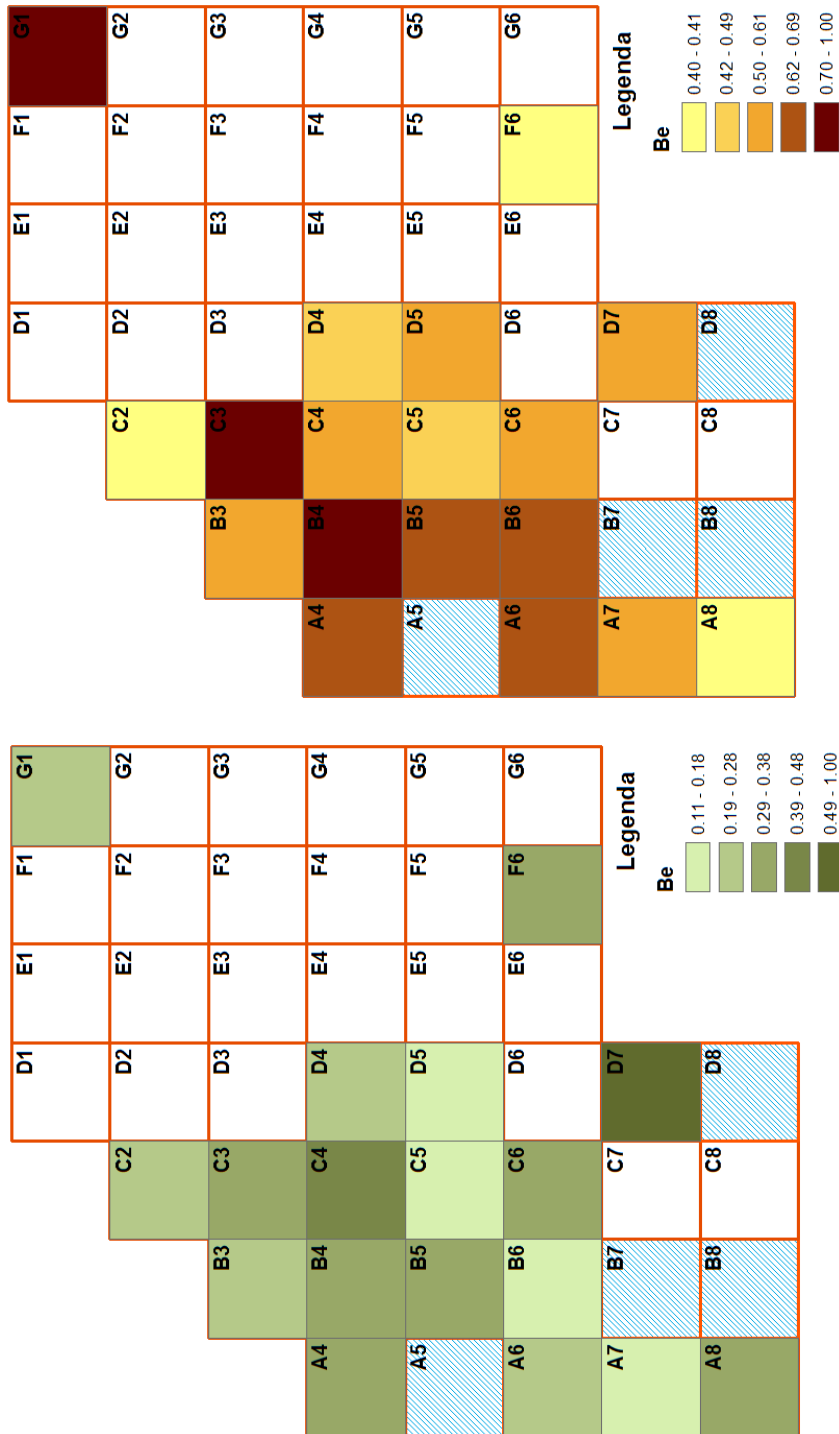 A8 A7 A6 A5 A4
B8 B7 B6 B5 B4 B3
C8 C7 C6 C5 C4 C3 C2
D8 D7 D6 D5 D4 D3 D2 D1
E6 E5 E4 E3 E2 E1
F6 F5 F4 F3 F2 F1
G6 G5 G4 G3 G2 G1
Legenda
Be
0.11 - 0.18
0.19 - 0.28
0.29 - 0.38
0.39 - 0.48
0.49 - 1.00
A8 A7 A6 A5 A4
B8 B7 B6 B5 B4 B3
C8 C7 C6 C5 C4 C3 C2
D8 D7 D6 D5 D4 D3 D2 D1
E6 E5 E4 E3 E2 E1
F6 F5 F4 F3 F2 F1
G6 G5 G4 G3 G2 G1
Legenda
Be
0.40 - 0.41
0.42 - 0.49
0.50 - 0.61
0.62 - 0.69
0.70 - 1.00